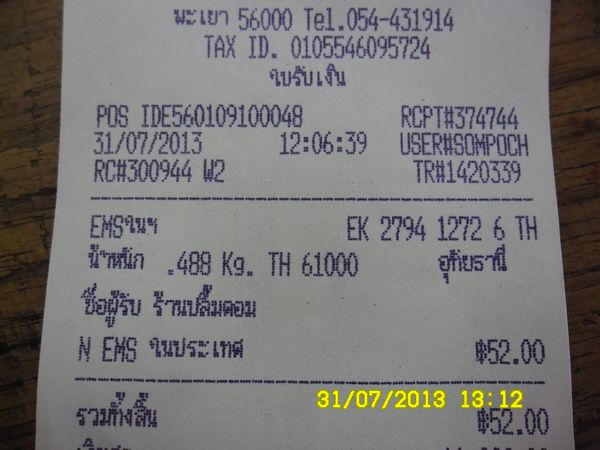 พะเยา 56000 Tel.054-431914
TAX ID. 0105546095724
ใบรับเงิน
POS IDE560109100048 RCPT#374744
31/07/2013 12:06:39 USER#SOMPOCH
RC#300944 W2 TR#1420339
EMSในฯ EK 2794 1272 6 TH
น้ำหนัก .488 Kg. TH 61000 อุทัยธานี
ชื่อผู้รับ ร้านปลื้มคอม
N EMS ในประเทศ ฿52.00
31/07/2013 13:12
รวมทั้งสิ้น ฿52.00